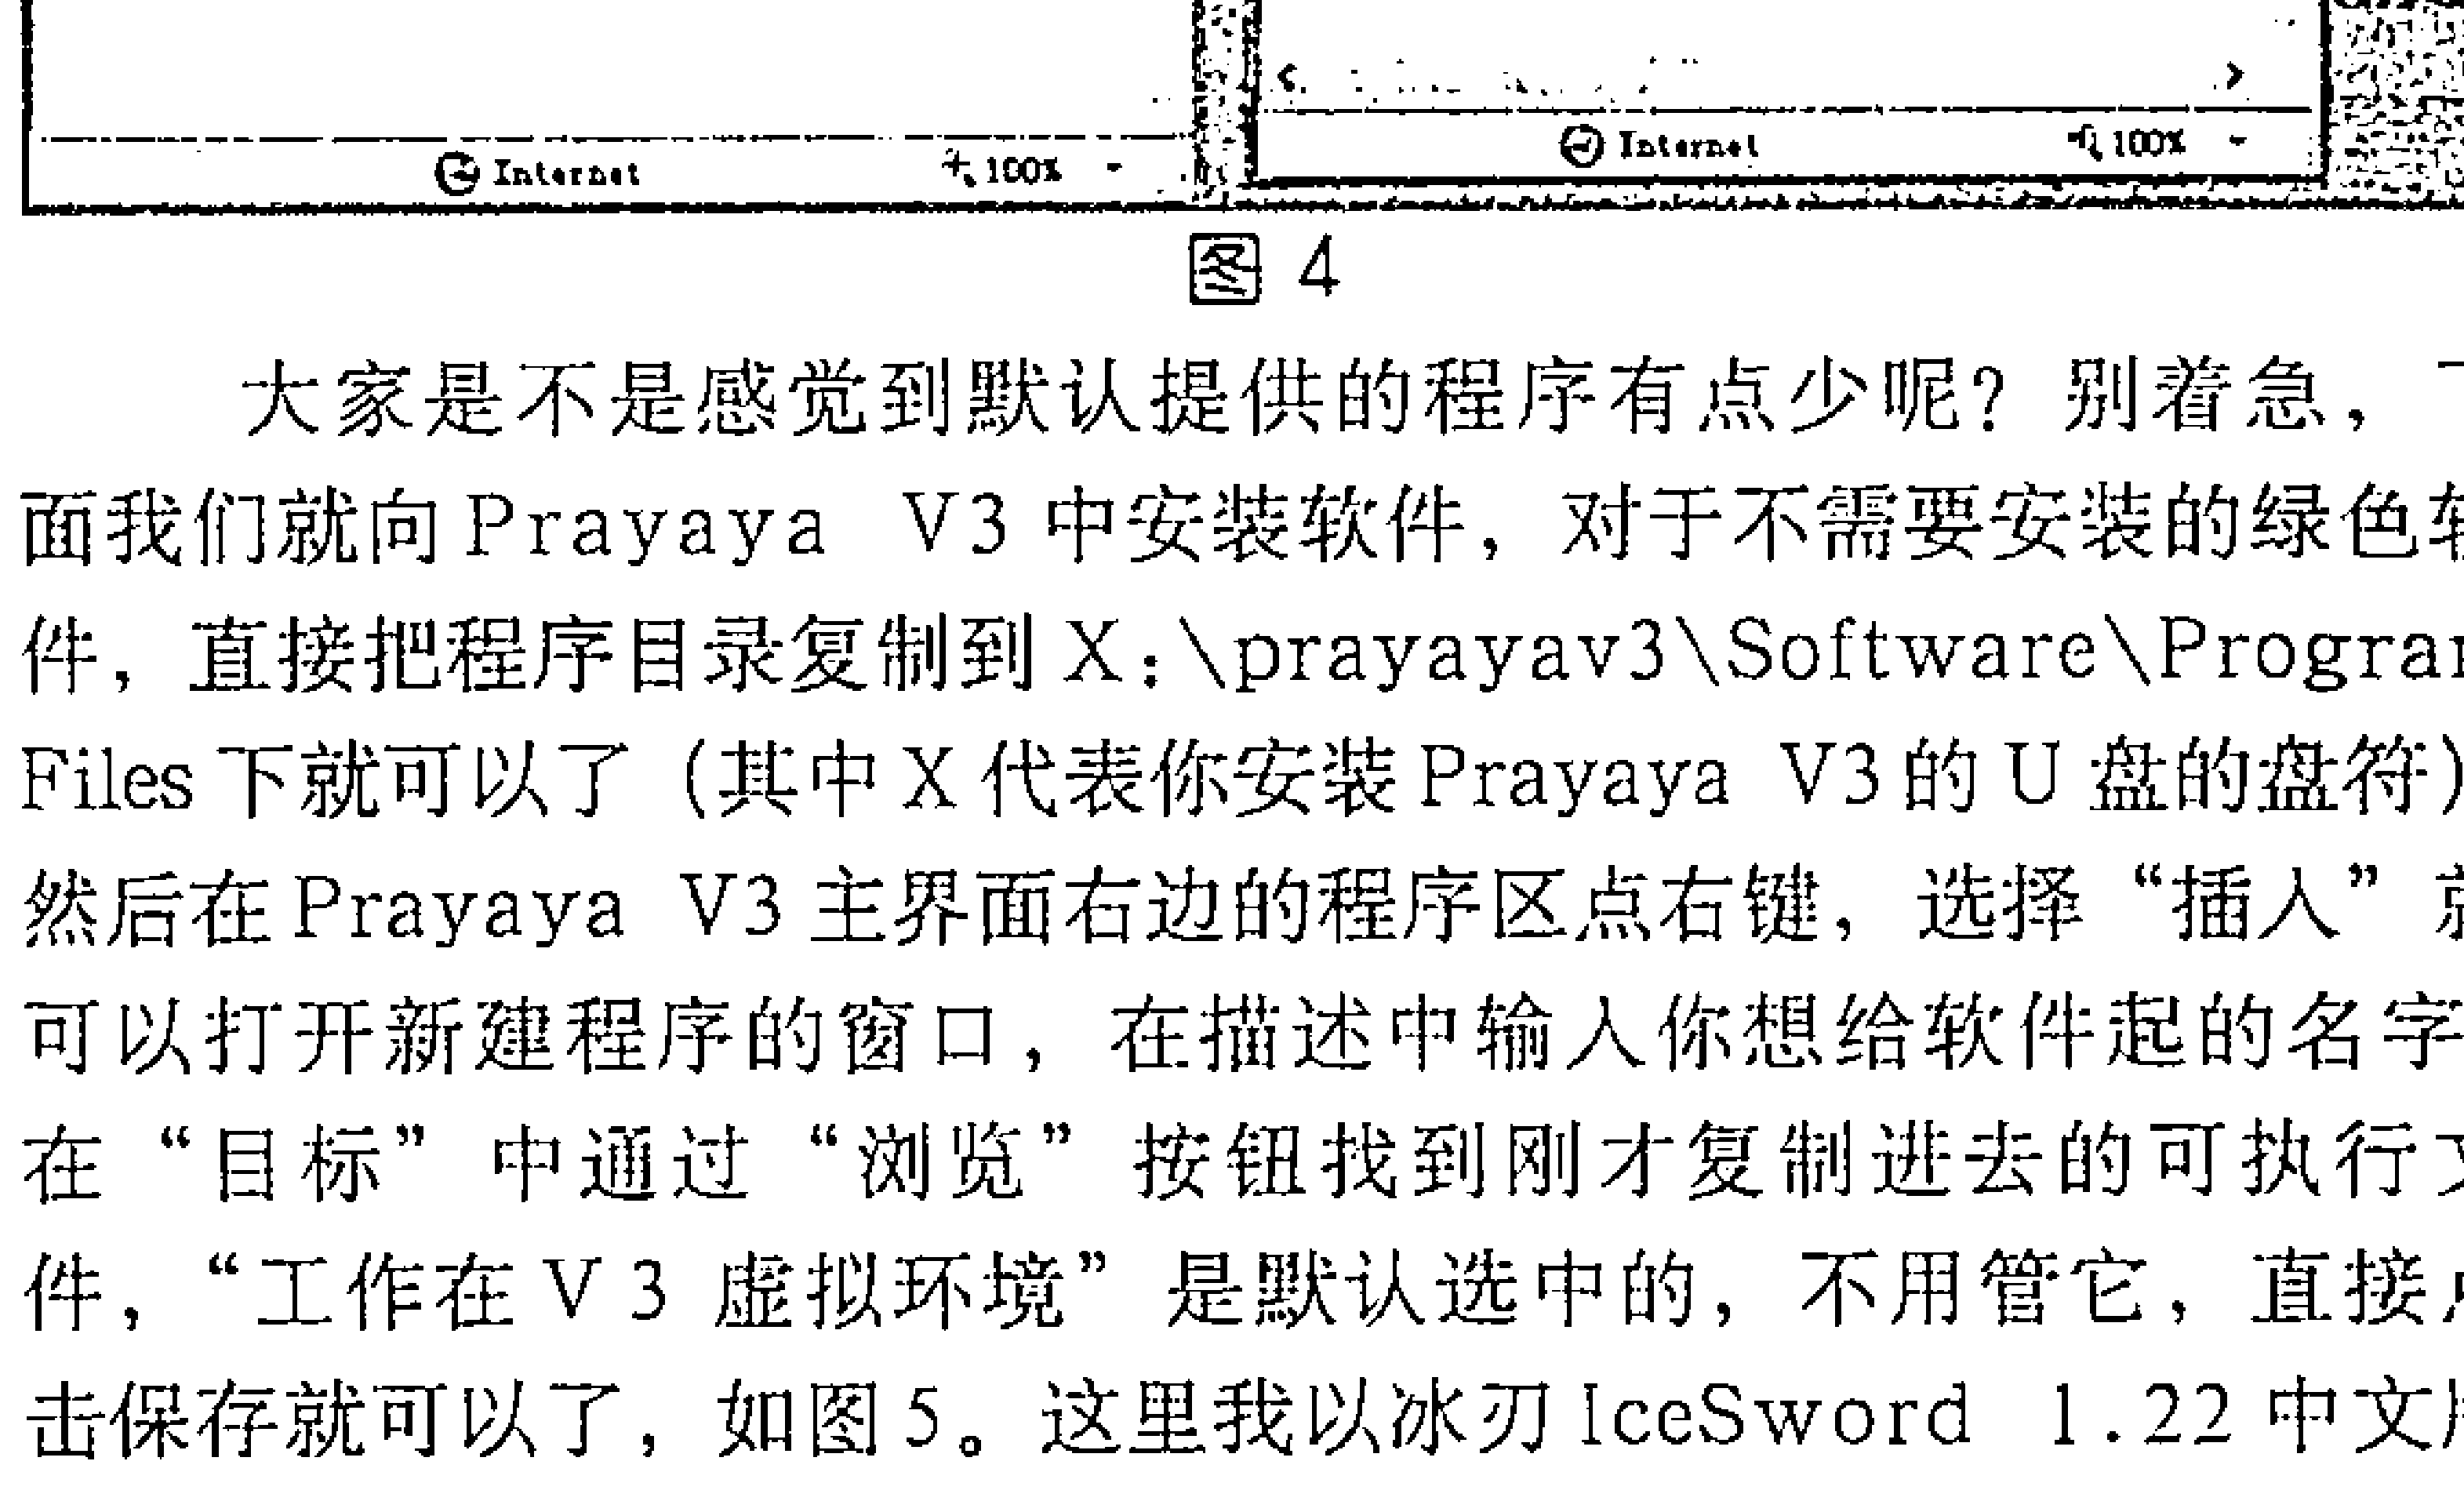 Internet 100%
Internet 100%
图 4
大家是不是感觉到默认提供的程序有点少呢？别着急，下
面我们就向 Prayaya V3 中安装软件，对于不需要安装的绿色软
件，直接把程序目录复制到 X：\prayayav3\Software\Progra
Files 下就可以了（其中 X 代表你安装 Prayaya V3 的 U 盘的盘符）
然后在 Prayaya V3 主界面右边的程序区点右键，选择“插入”就
可以打开新建程序的窗口，在描述中输入你想给软件起的名字
在“目标”中通过“浏览”按钮找到刚才复制进去的可执行文
件，“工作在 V3 虚拟环境”是默认选中的，不用管它，直接点
击保存就可以了，如图 5。这里我以冰刃 IceSword 1.22 中文版